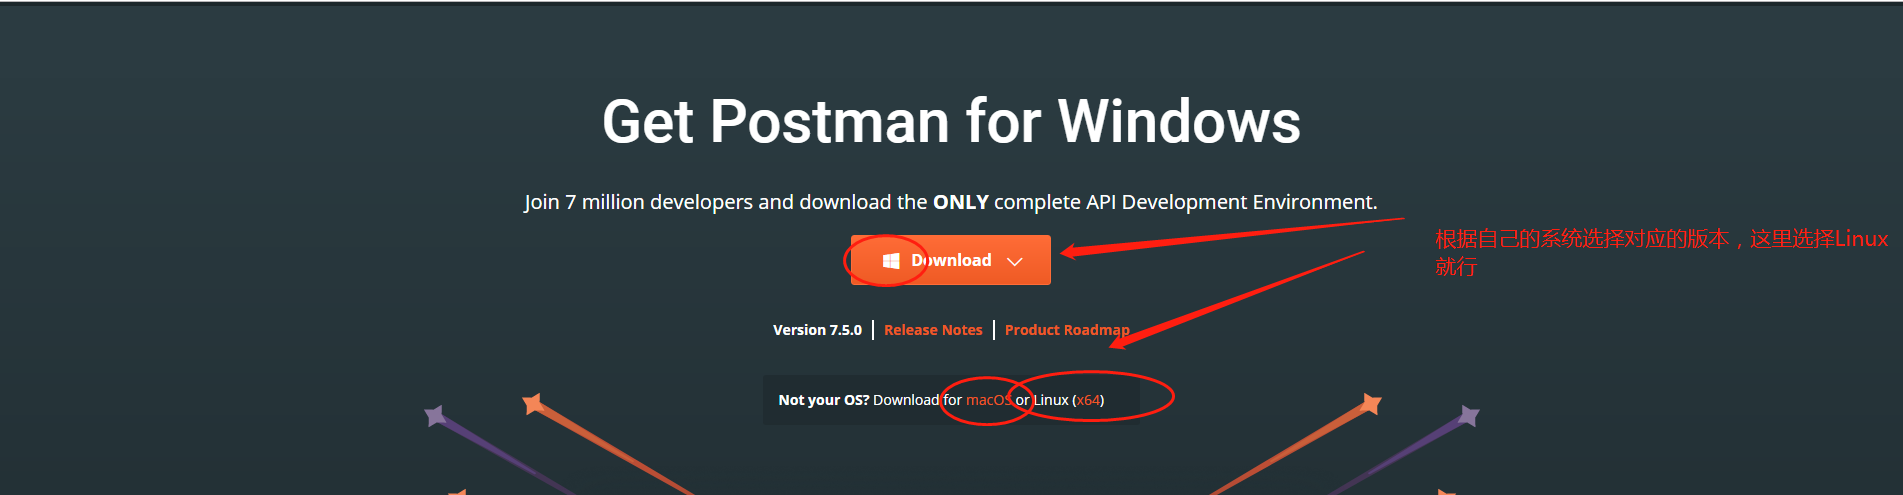 Get Postman for Windows
Join 7 million developers and download the ONLY complete API Development Environment.
根据自己的系统选择对应的版本，这里选择Linux
就行
Download
Version 7.5.0 | Release Notes | Product Roadmap
Not your OS? Download for macOS or Linux (x64)